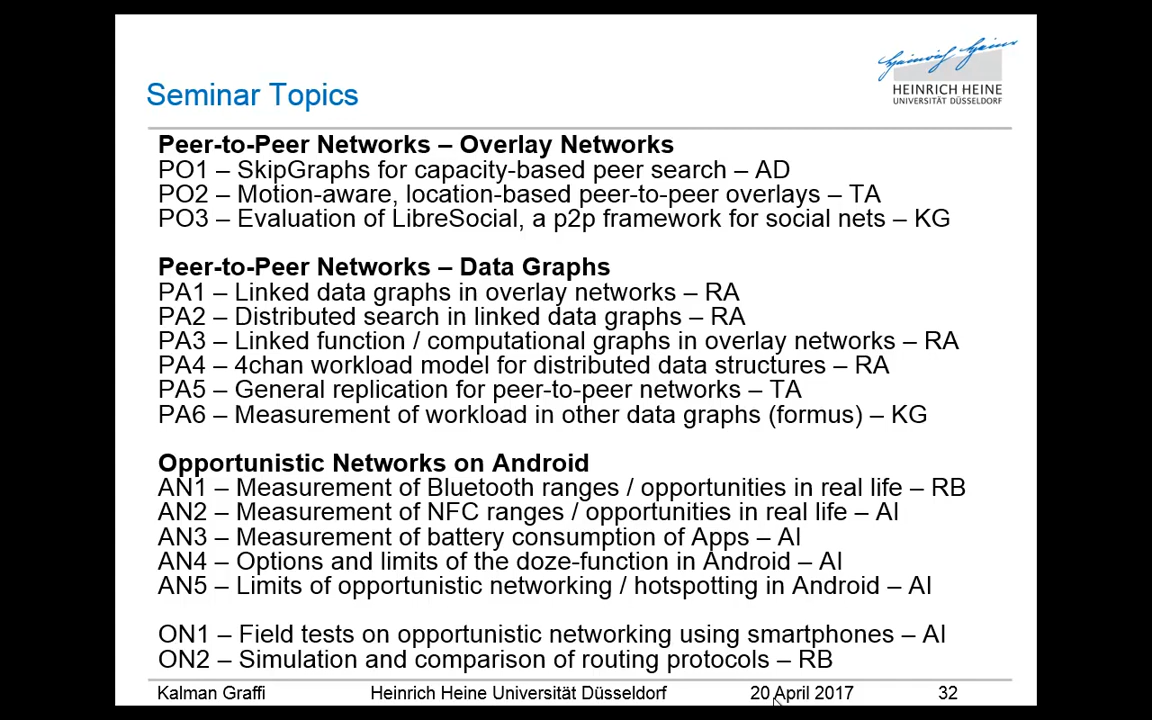 Heinrich Heine
HEINRICH HEINE
UNIVERSITÄT DÜSSELDORF
Seminar Topics
Peer-to-Peer Networks – Overlay Networks
PO1 – SkipGraphs for capacity-based peer search – AD
PO2 – Motion-aware, location-based peer-to-peer overlays – TA
PO3 – Evaluation of LibreSocial, a p2p framework for social nets – KG
Peer-to-Peer Networks – Data Graphs
PA1 – Linked data graphs in overlay networks – RA
PA2 – Distributed search in linked data graphs – RA
PA3 – Linked function / computational graphs in overlay networks – RA
PA4 – 4chan workload model for distributed data structures – RA
PA5 – General replication for peer-to-peer networks – TA
PA6 – Measurement of workload in other data graphs (formus) – KG
Opportunistic Networks on Android
AN1 – Measurement of Bluetooth ranges / opportunities in real life – RB
AN2 – Measurement of NFC ranges / opportunities in real life – AI
AN3 – Measurement of battery consumption of Apps – AI
AN4 – Options and limits of the doze-function in Android – AI
AN5 – Limits of opportunistic networking / hotspotting in Android – AI
ON1 – Field tests on opportunistic networking using smartphones – AI
ON2 – Simulation and comparison of routing protocols – RB
Kalman Graffi Heinrich Heine Universität Düsseldorf 20 April 2017 32